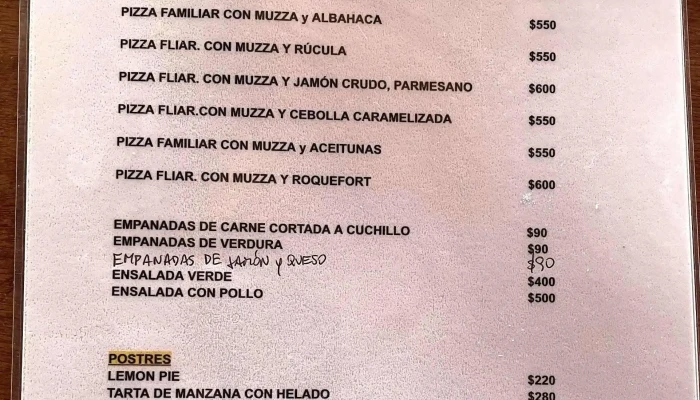 PIZZA FAMILIAR CON MUZZA y ALBAHACA $550
PIZZA FLIAR. CON MUZZA Y RÚCULA $550
PIZZA FLIAR. CON MUZZA Y JAMÓN CRUDO, PARMESANO $600
PIZZA FLIAR.CON MUZZA Y CEBOLLA CARAMELIZADA $550
PIZZA FAMILIAR CON MUZZA y ACEITUNAS $550
PIZZA FLIAR. CON MUZZA Y ROQUEFORT $600
EMPANADAS DE CARNE CORTADA A CUCHILLO $90
EMPANADAS DE VERDURA $90
EMPANADAS DE JAMÓN y QUESO $90
ENSALADA VERDE $400
ENSALADA CON POLLO $500
POSTRES
LEMON PIE $220
TARTA DE MANZANA CON HELADO $280